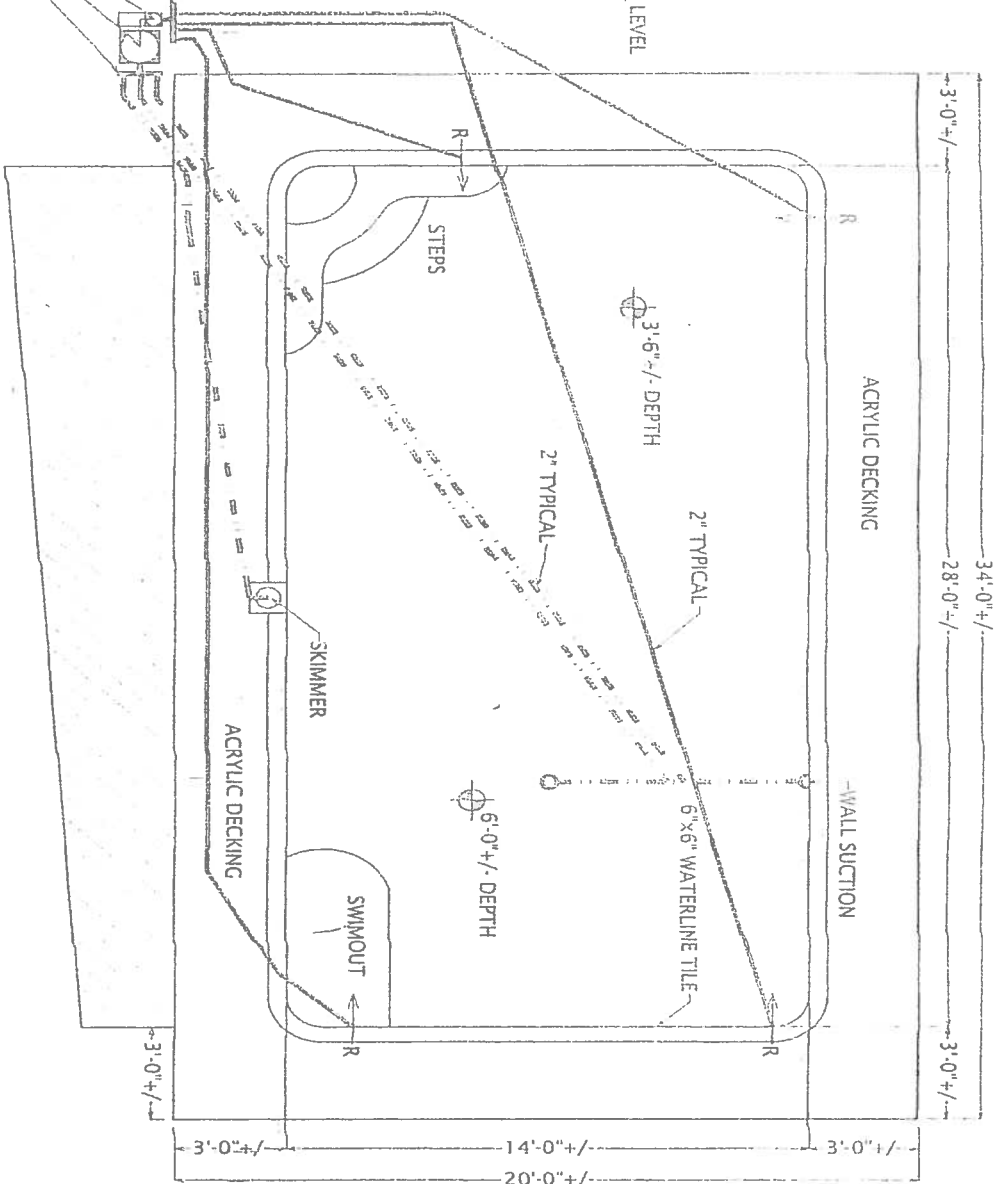 LEVEL
3'-0"+/-
34'-0"+/-
28'-0"+/-
3'-0"+/-
ACRYLIC DECKING
R
R
STEPS
3'-6"+/- DEPTH
2" TYPICAL
2" TYPICAL
SKIMMER
WALL SUCTION
6"x6" WATERLINE TILE
6'-0"+/- DEPTH
ACRYLIC DECKING
SWIMOUT
R
R
3'-0"+/-
3'-0"+/-
14'-0"+/-
3'-0"+/-
20'-0"+/-